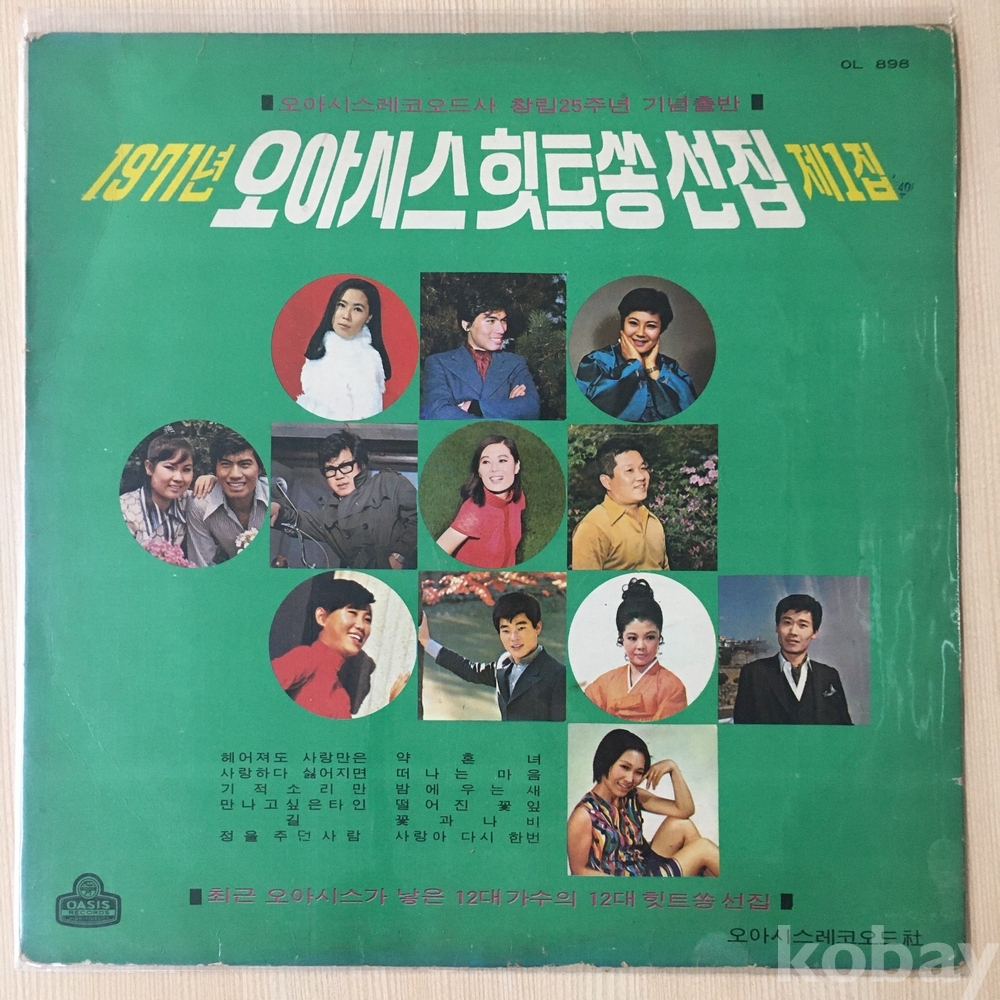 OL 898
오아시스레코오드사 창립25주년 기념출반
1971년 오아시스 힛트쏭 선집 제1집
헤어져도 사랑만은 약혼녀
사랑하다 싫어지면 떠나는 마음
기적소리만 밤에 우는 새
만나고싶은타인 떨어진 꽃잎
길 꽃과나비
정을 주던사람 사랑아 다시 한번
최근 오아시스가 낳은 12대가수의 12대 힛트쏭선집
OASIS
RECORDS
오아시스레코오드社
kobay